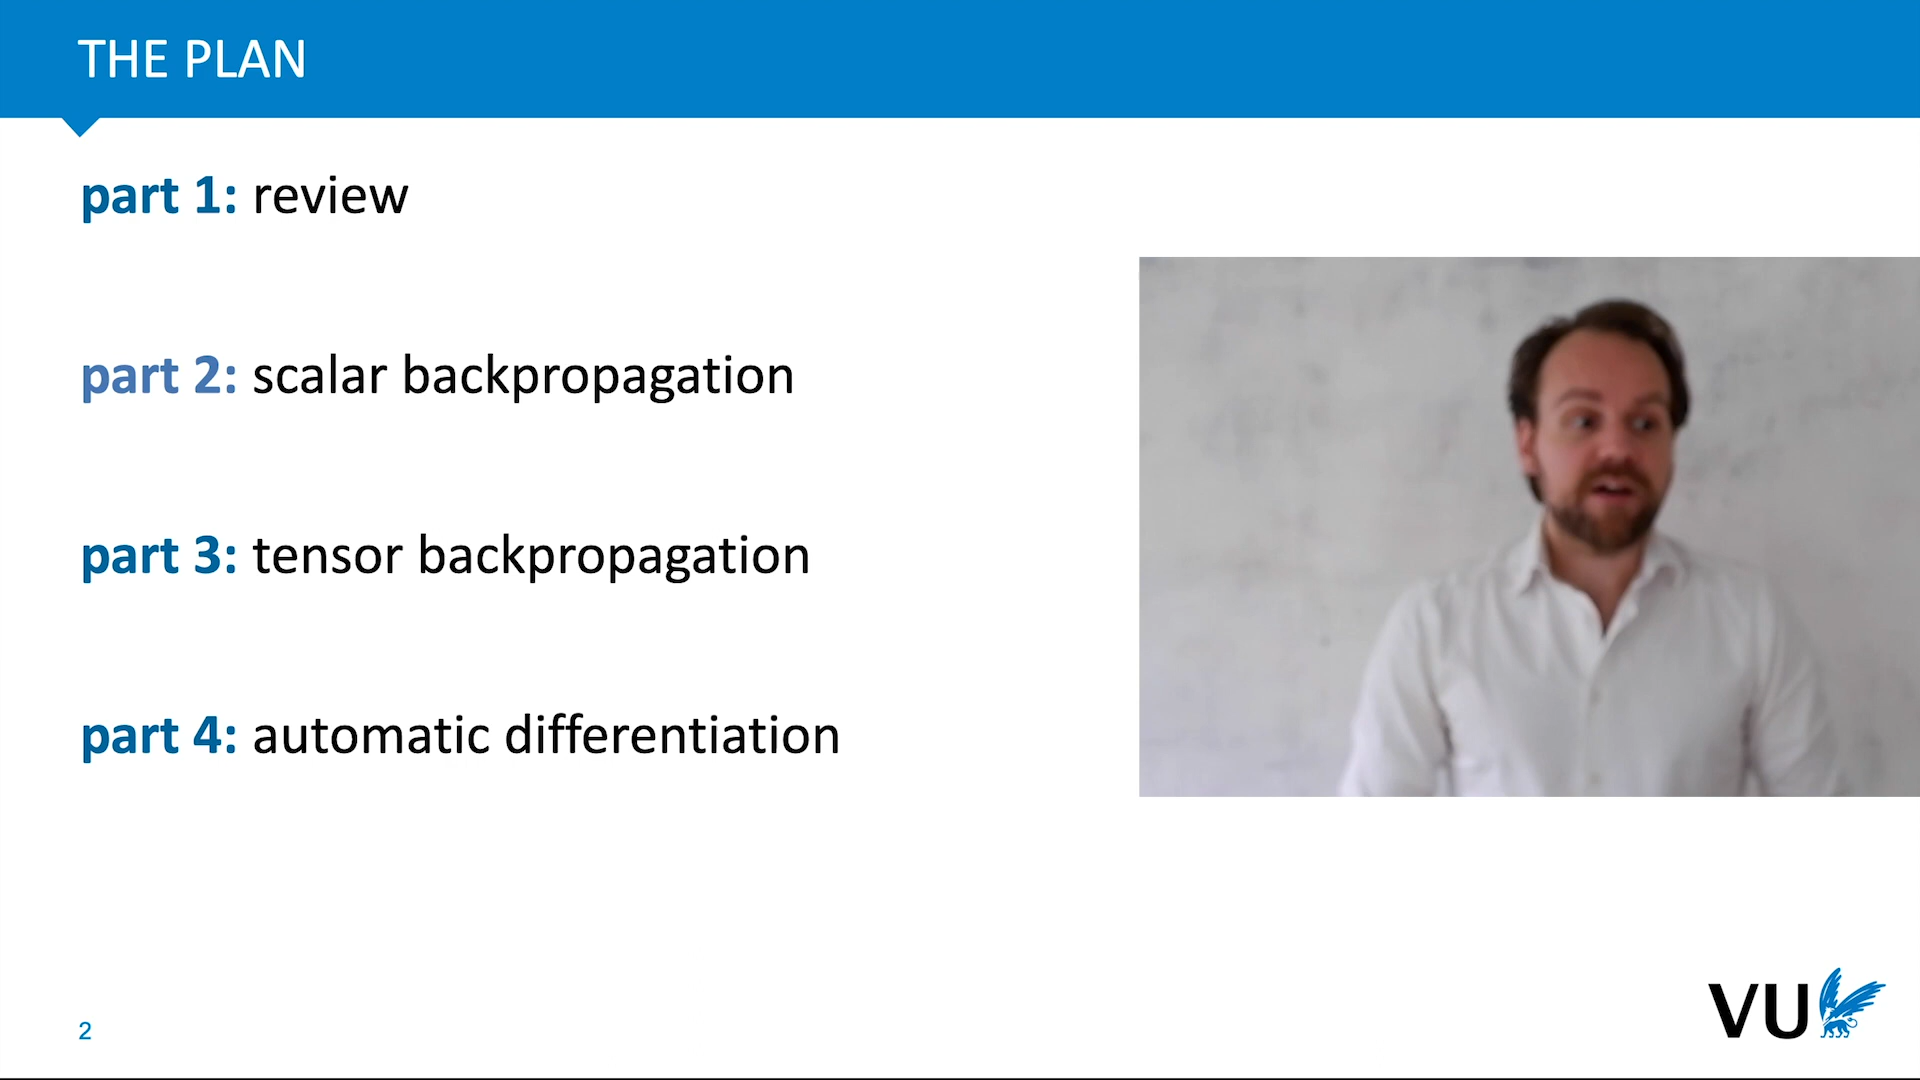 THE PLAN
part 1: review
part 2: scalar backpropagation
part 3: tensor backpropagation
part 4: automatic differentiation
2
VU